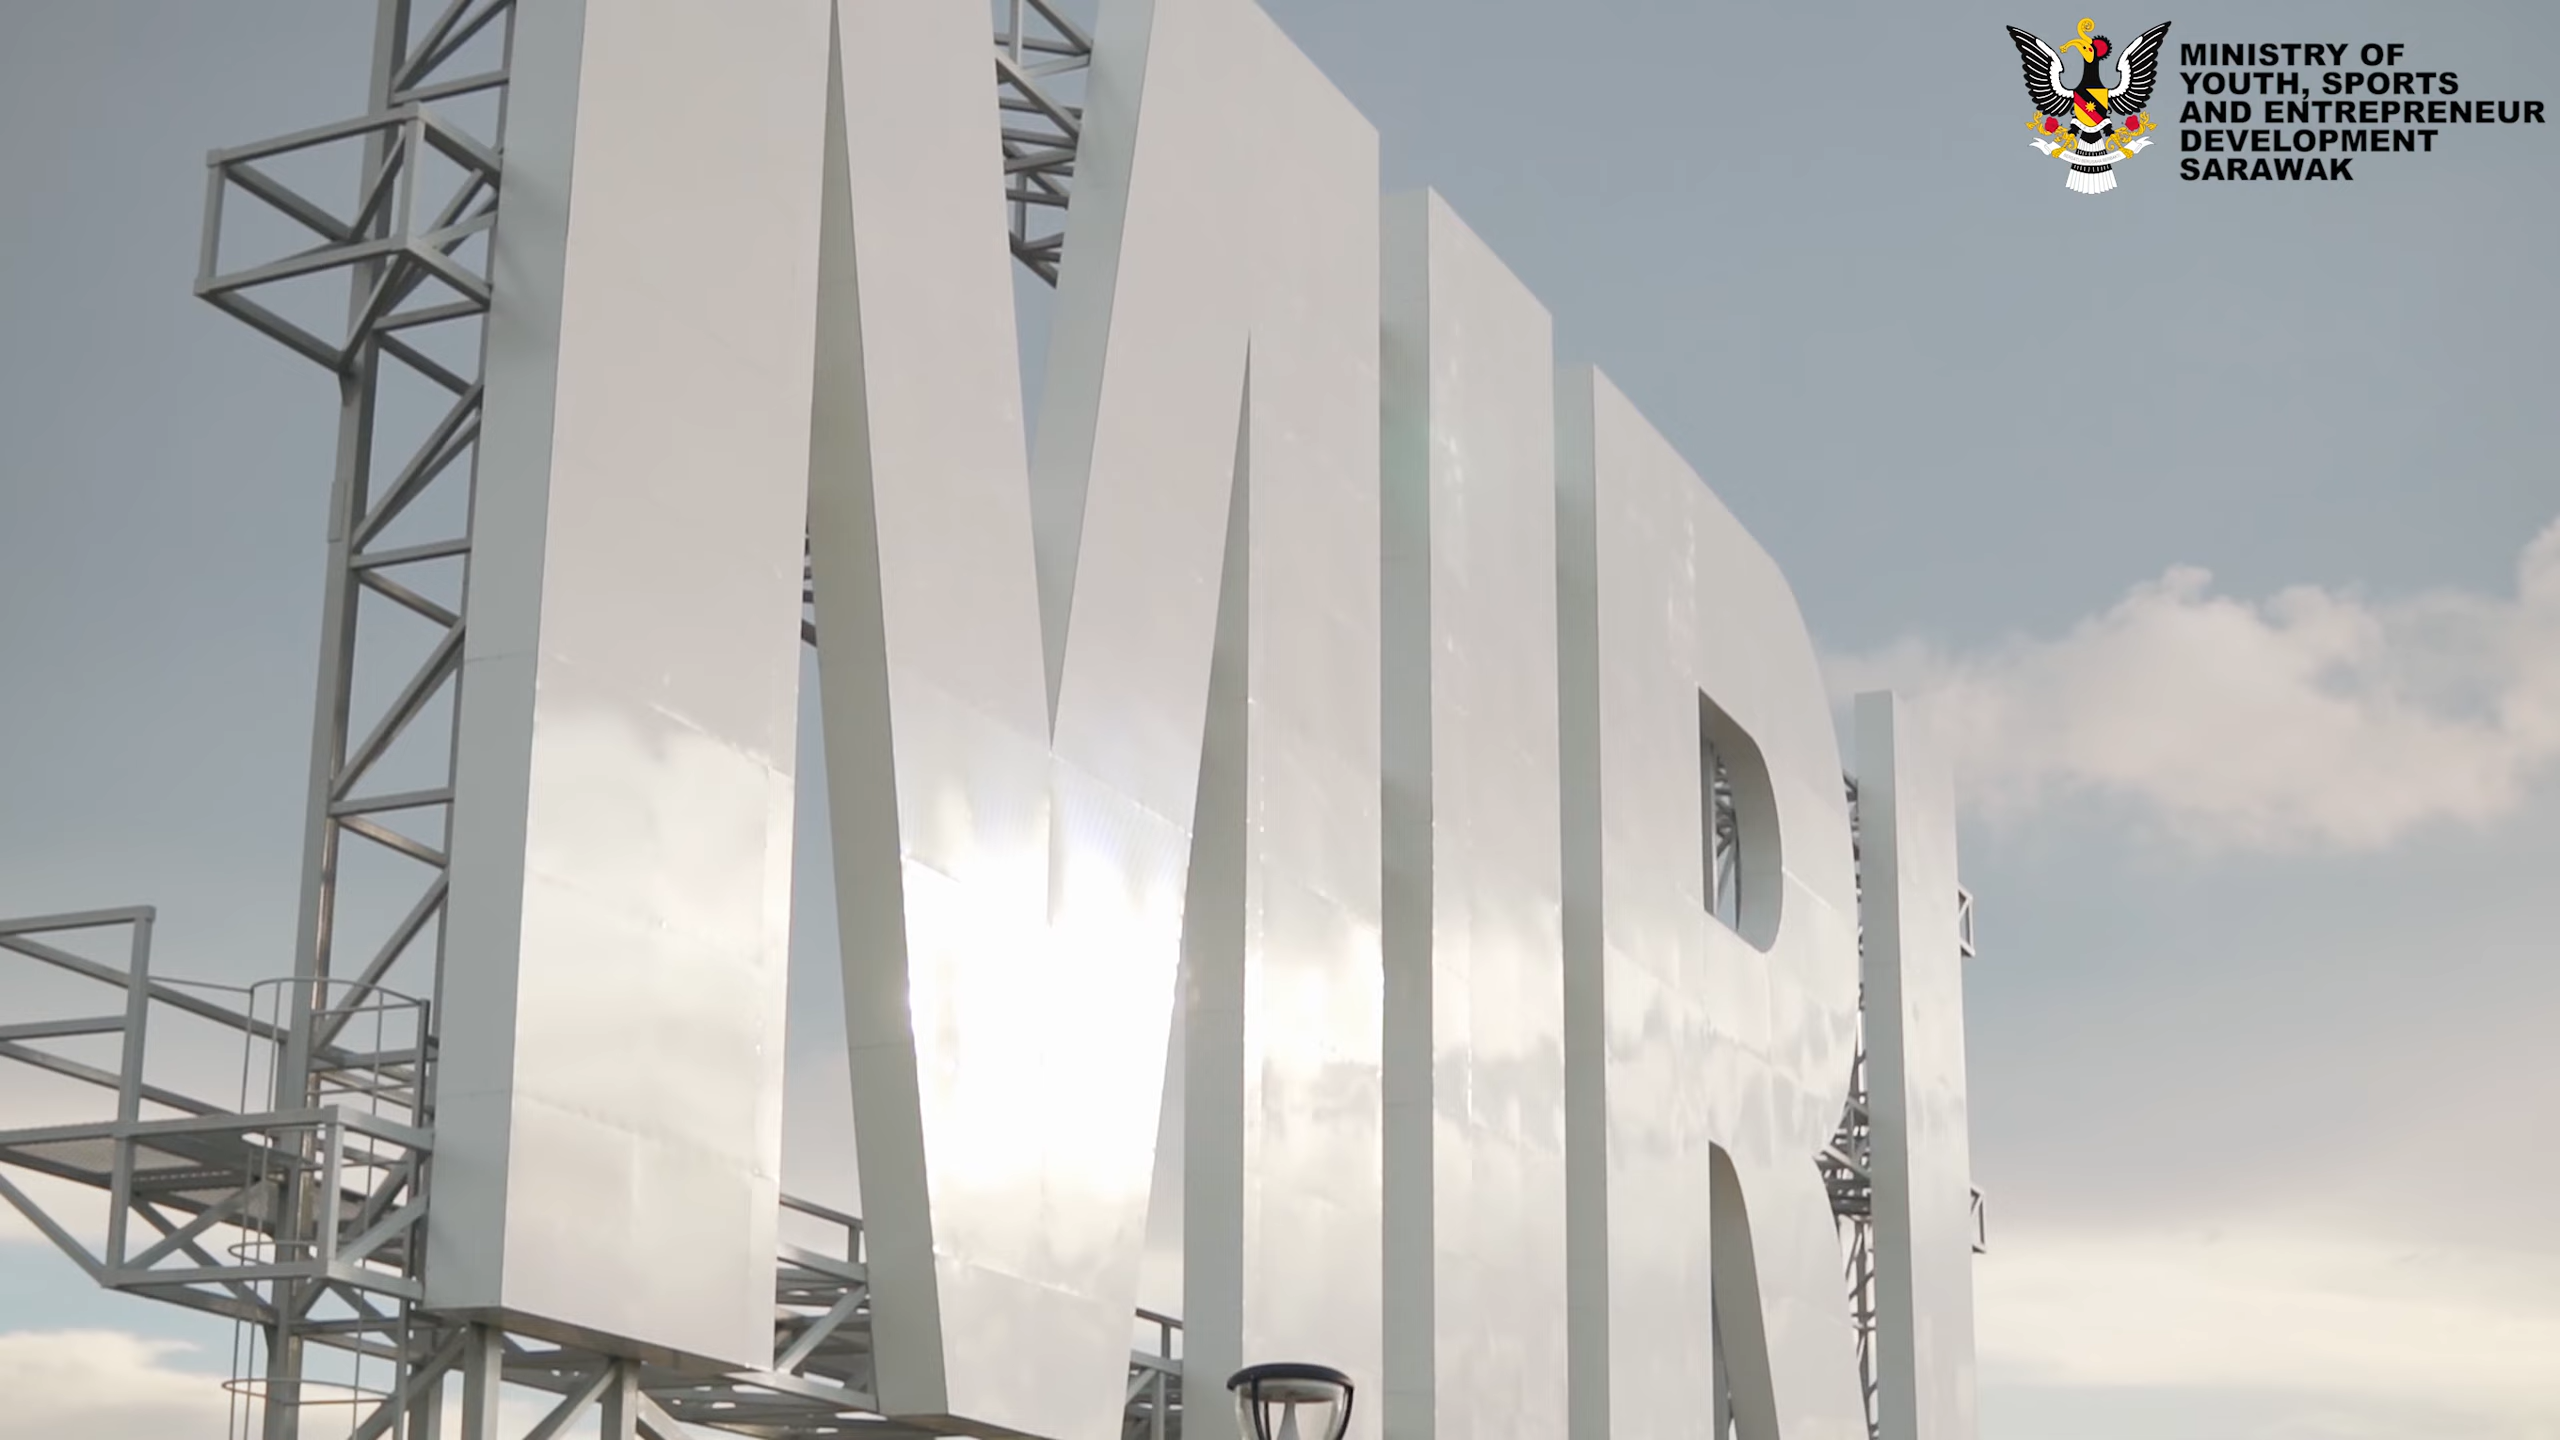 MIRI
MINISTRY OF
YOUTH, SPORTS
AND ENTREPRENEUR
DEVELOPMENT
SARAWAK